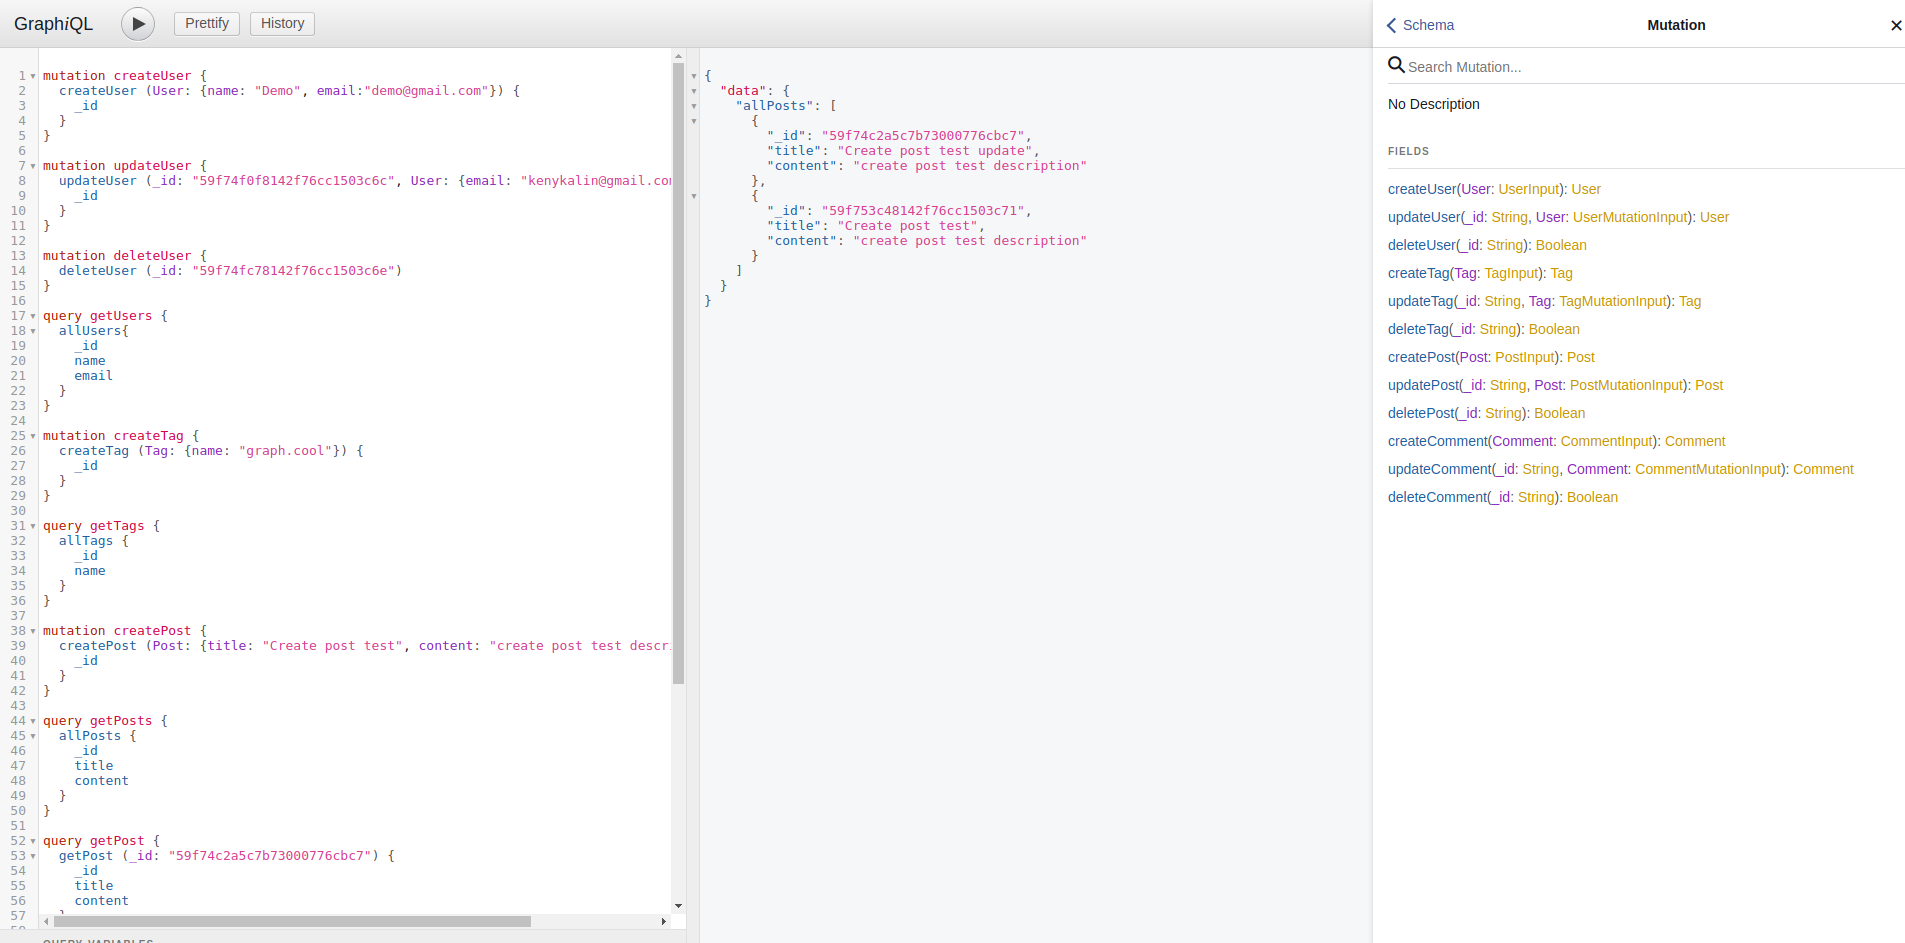 GraphiQL
Prettify
History
1 mutation createUser {
2 createUser (User: {name: "Demo", email:"demo@gmail.com"}) {
3 _id
4 }
5 }
6
7 mutation updateUser {
8 updateUser (_id: "59f74f0f8142f76cc1503c6c", User: {email: "kenykalin@gmail.co
9 _id
10 }
11 }
12
13 mutation deleteUser {
14 deleteUser (_id: "59f74fc78142f76cc1503c6e")
15 }
16
17 query getUsers {
18 allUsers{
19 _id
20 name
21 email
22 }
23 }
24
25 mutation createTag {
26 createTag (Tag: {name: "graph.cool"}) {
27 _id
28 }
29 }
30
31 query getTags {
32 allTags {
33 _id
34 name
35 }
36 }
37
38 mutation createPost {
39 createPost (Post: {title: "Create post test", content: "create post test descr
40 _id
41 }
42 }
43
44 query getPosts {
45 allPosts {
46 _id
47 title
48 content
49 }
50 }
51
52 query getPost {
53 getPost (_id: "59f74c2a5c7b73000776cbc7") {
54 _id
55 title
56 content
57 }
58
QUERY VARIABLES
{
"data": {
"allPosts": [
{
"_id": "59f74c2a5c7b73000776cbc7",
"title": "Create post test update",
"content": "create post test description"
},
{
"_id": "59f753c48142f76cc1503c71",
"title": "Create post test",
"content": "create post test description"
}
]
}
}
Schema
Mutation
Search Mutation...
No Description
FIELDS
createUser(User: UserInput): User
updateUser(_id: String, User: UserMutationInput): User
deleteUser(_id: String): Boolean
createTag(Tag: TagInput): Tag
updateTag(_id: String, Tag: TagMutationInput): Tag
deleteTag(_id: String): Boolean
createPost(Post: PostInput): Post
updatePost(_id: String, Post: PostMutationInput): Post
deletePost(_id: String): Boolean
createComment(Comment: CommentInput): Comment
updateComment(_id: String, Comment: CommentMutationInput): Comment
deleteComment(_id: String): Boolean